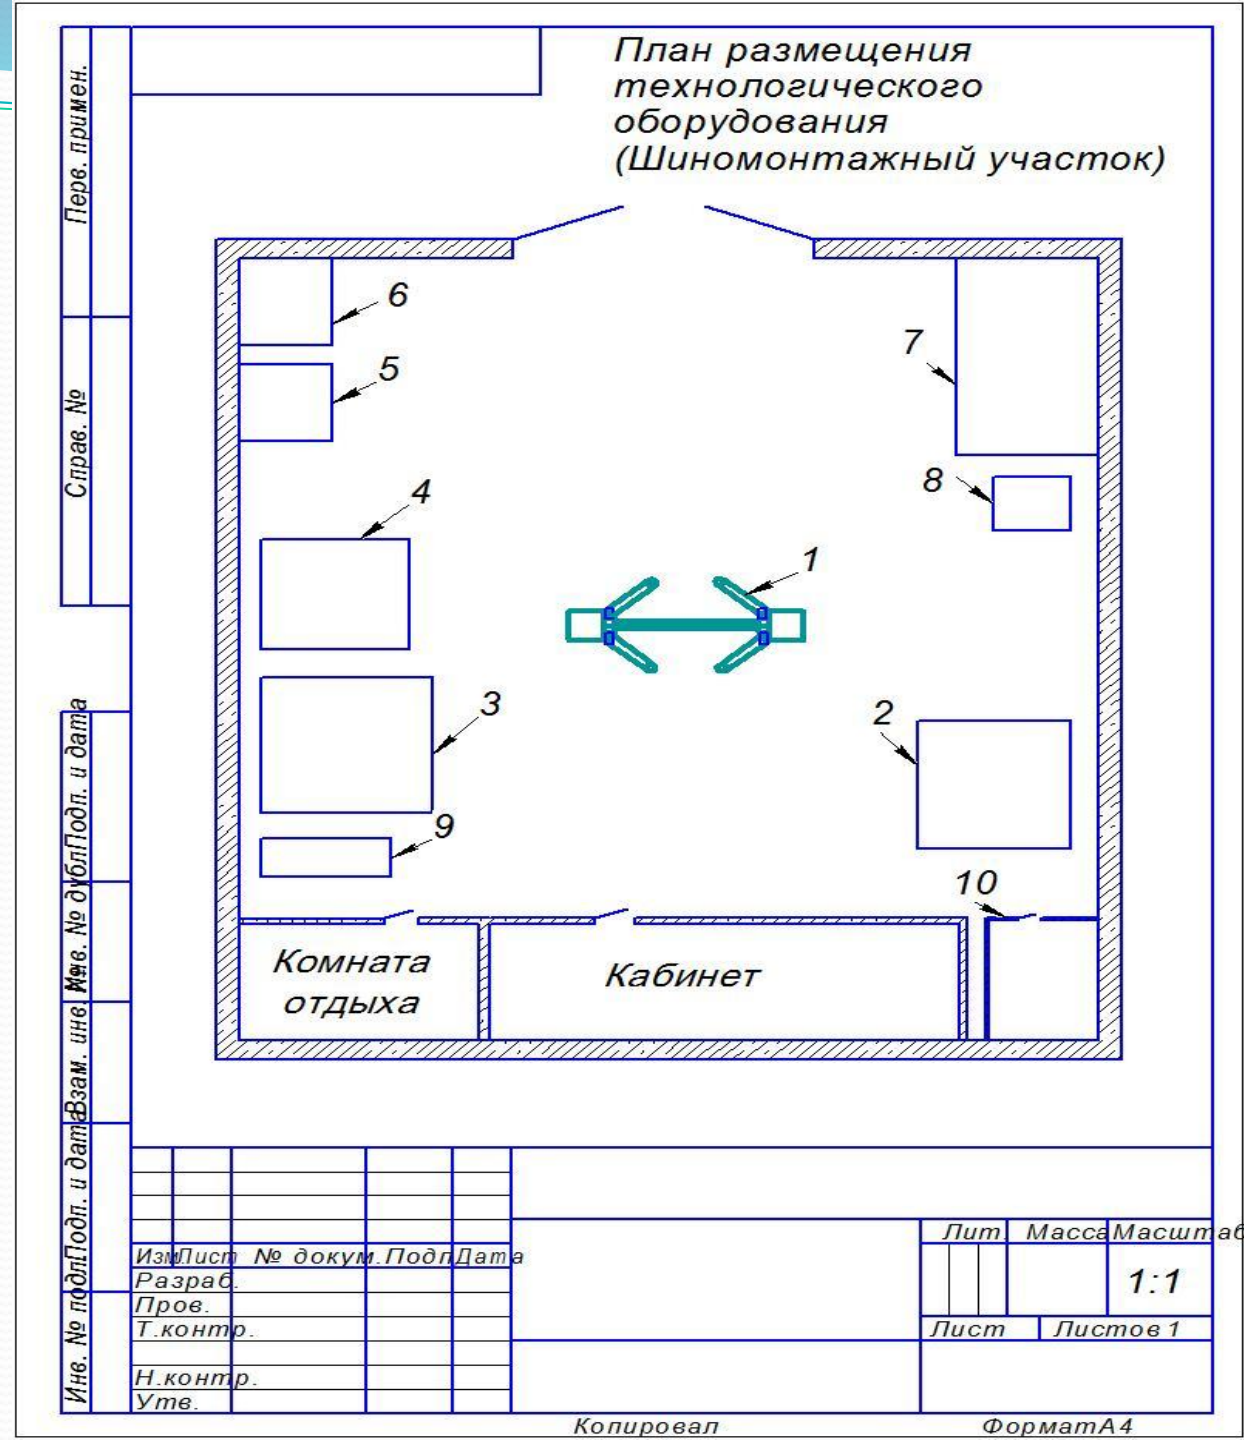 План размещения
технологического
оборудования
(Шиномонтажный участок)
Перв. примен.
Справ. №
Подп. и дата
Инв. № дубл
Взам. инв. №
Подп. и дата
Инв. № подл
6
5
7
4
8
1
3
2
9
10
Комната
отдыха
Кабинет
Изм Лист № докум. Подп Дата
Разраб.
Пров.
Т.контр.
Н.контр.
Утв.
Лит. Масса Масштаб
1:1
Лист Листов 1
Копировал ФорматА4